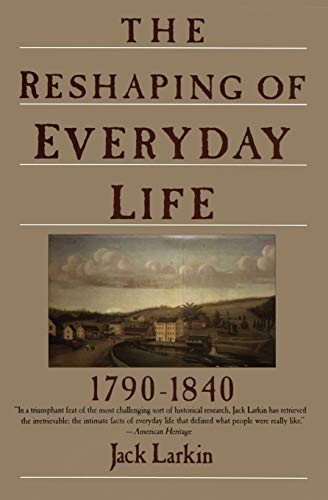 THE
RESHAPING OF
EVERYDAY
LIFE
1790-1840
"In a triumphant feat of the most challenging sort of historical research, Jack Larkin has retrieved
the irretrievable: the intimate facts of everyday life that defined what people were really like."
—American Heritage
Jack Larkin